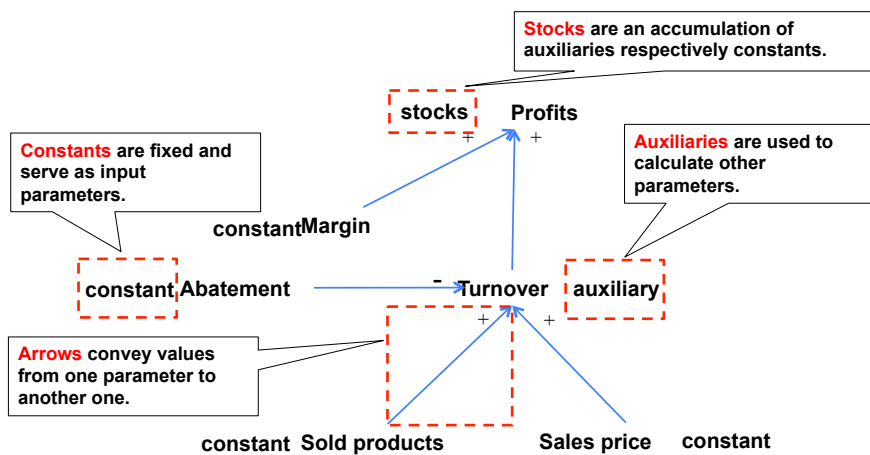 Stocks are an accumulation of
auxiliaries respectively constants.
stocks Profits
+ +
Constants are fixed and
serve as input
parameters.
Auxiliaries are used to
calculate other
parameters.
constant Margin
constant Abatement - Turnover auxiliary
+ +
Arrows convey values
from one parameter to
another one.
constant Sold products Sales price constant